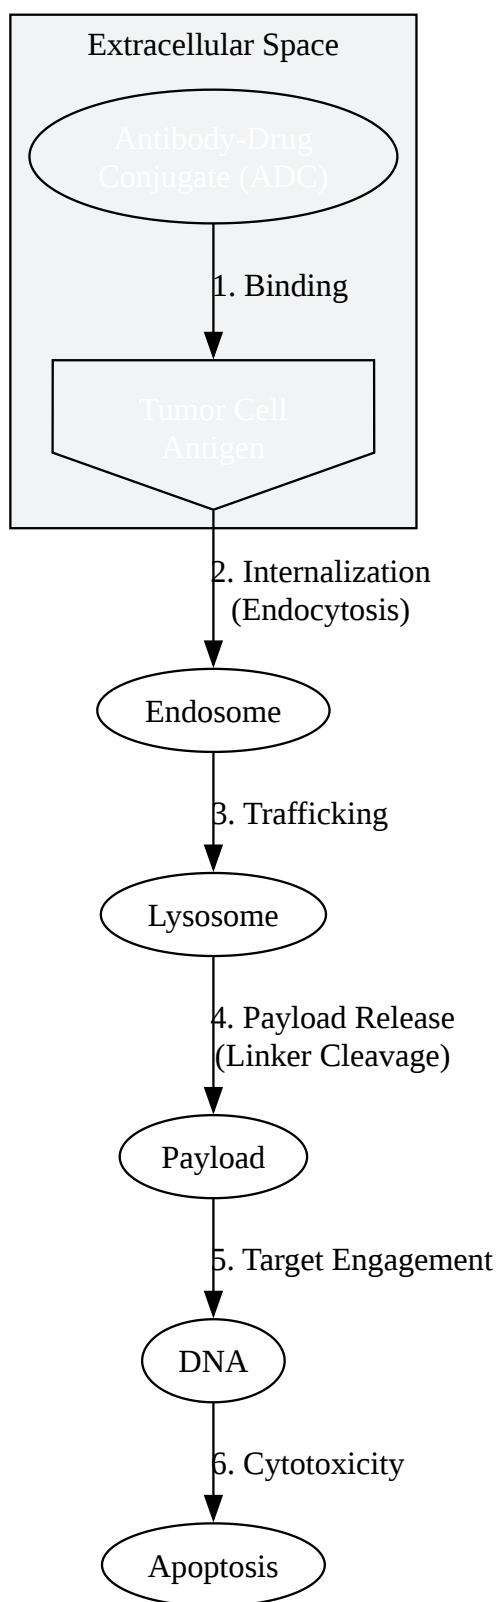 Extracellular Space
Antibody-Drug
Conjugate (ADC)
1. Binding
Tumor Cell
Antigen
2. Internalization
(Endocytosis)
Endosome
3. Trafficking
Lysosome
4. Payload Release
(Linker Cleavage)
Payload
5. Target Engagement
DNA
6. Cytotoxicity
Apoptosis